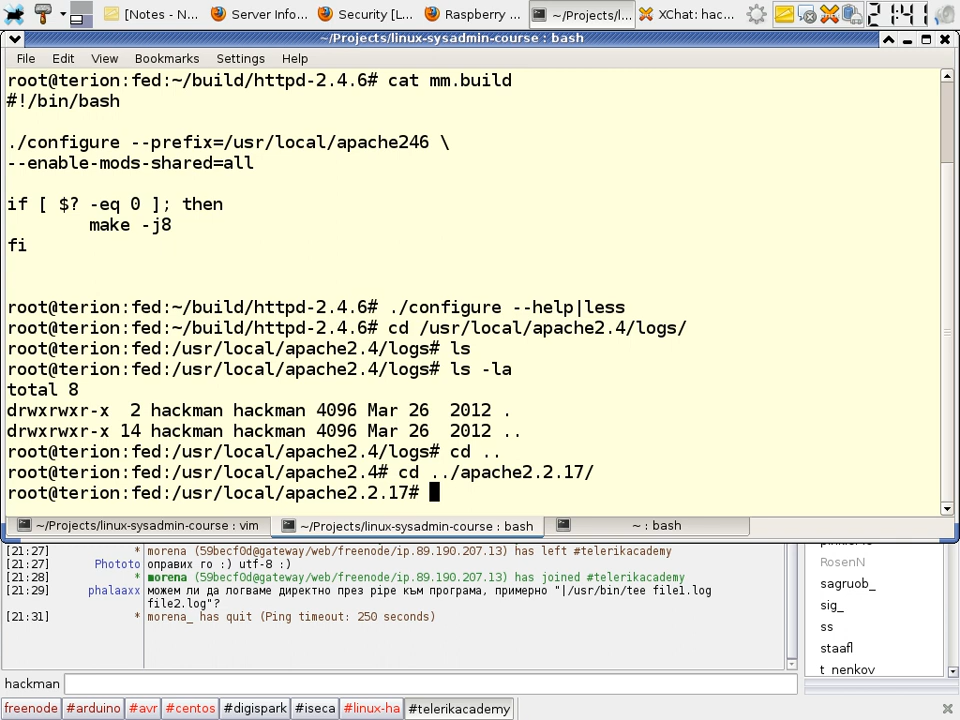 [Notes - N...
Server Info...
Security [L...
Raspberry ...
~/Projects/l...
XChat: hac...
21:41
~/Projects/linux-sysadmin-course : bash
File Edit View Bookmarks Settings Help
root@terion:fed:~/build/httpd-2.4.6# cat mm.build
#!/bin/bash
./configure --prefix=/usr/local/apache246 \
--enable-mods-shared=all
if [ $? -eq 0 ]; then
make -j8
fi
root@terion:fed:~/build/httpd-2.4.6# ./configure --help|less
root@terion:fed:~/build/httpd-2.4.6# cd /usr/local/apache2.4/logs/
root@terion:fed:/usr/local/apache2.4/logs# ls
root@terion:fed:/usr/local/apache2.4/logs# ls -la
total 8
drwxrwxr-x  2 hackman hackman 4096 Mar 26  2012 .
drwxrwxr-x 14 hackman hackman 4096 Mar 26  2012 ..
root@terion:fed:/usr/local/apache2.4/logs# cd ..
root@terion:fed:/usr/local/apache2.4# cd ../apache2.2.17/
root@terion:fed:/usr/local/apache2.2.17#
~/Projects/linux-sysadmin-course : vim
~/Projects/linux-sysadmin-course : bash
~ : bash
[21:27] * morena (59becf0d@gateway/web/freenode/ip.89.190.207.13) has left #telerikacademy
[21:27] Phototo оправих го :) utf-8 :)
[21:28] * morena (59becf0d@gateway/web/freenode/ip.89.190.207.13) has joined #telerikacademy
[21:29] phalaaxx можем ли да логваме директно през pipe към програма, примерно "|/usr/bin/tee file1.log
file2.log"?
[21:31] * morena_ has quit (Ping timeout: 250 seconds)
RosenN
sagruob_
sig_
ss
staafl
t_nenkov
hackman
freenode #arduino #avr #centos #digispark #iseca #linux-ha #telerikacademy